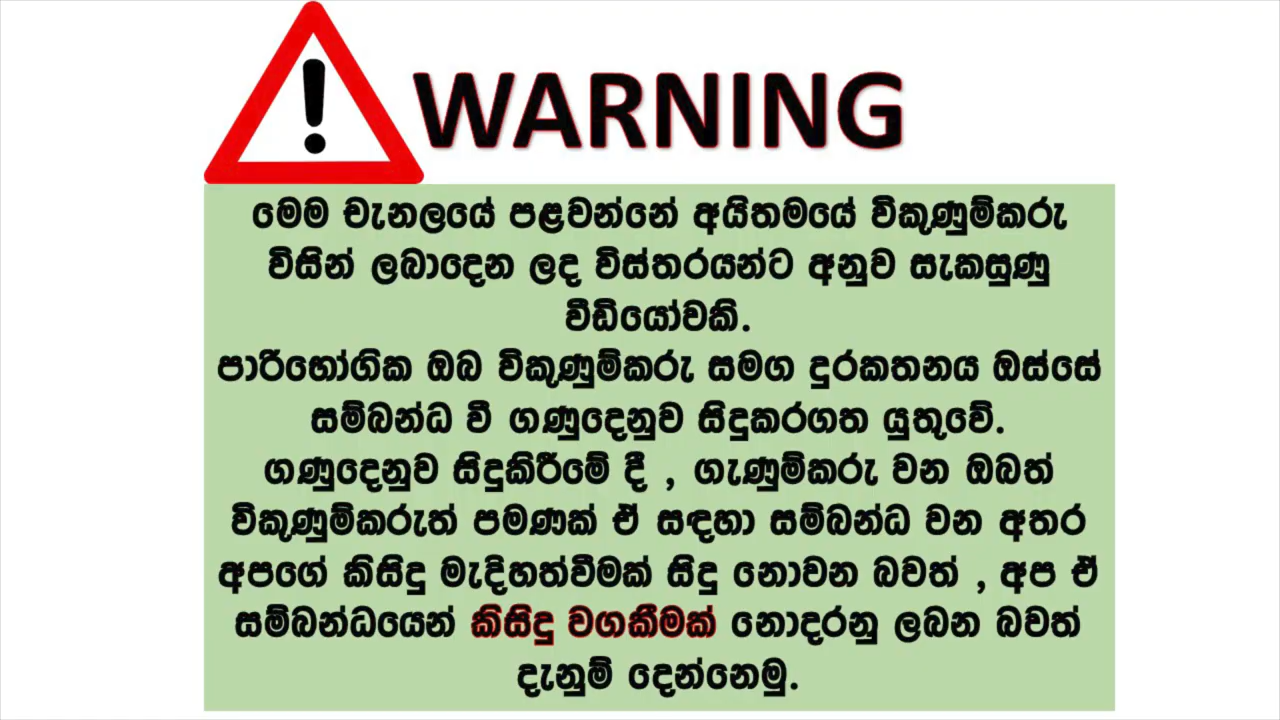 WARNING
මෙම චැනලයේ පළවන්නේ අයිතමයේ විකුණුම්කරු
විසින් ලබාදෙන ලද විස්තරයන්ට අනුව සැකසුණු
වීඩියෝවකි.
පාරිභෝගික ඔබ විකුණුම්කරු සමග දුරකතනය ඔස්සේ
සම්බන්ධ වී ගණුදෙනුව සිදුකරගත යුතුවේ.
ගණුදෙනුව සිදුකිරීමේ දී , ගැණුම්කරු වන ඔබත්
විකුණුම්කරුත් පමණක් ඒ සඳහා සම්බන්ධ වන අතර
අපගේ කිසිදු මැදිහත්වීමක් සිදු නොවන බවත් , අප ඒ
සම්බන්ධයෙන් කිසිදු වගකීමක් නොදරනු ලබන බවත්
දැනුම් දෙන්නෙමු.